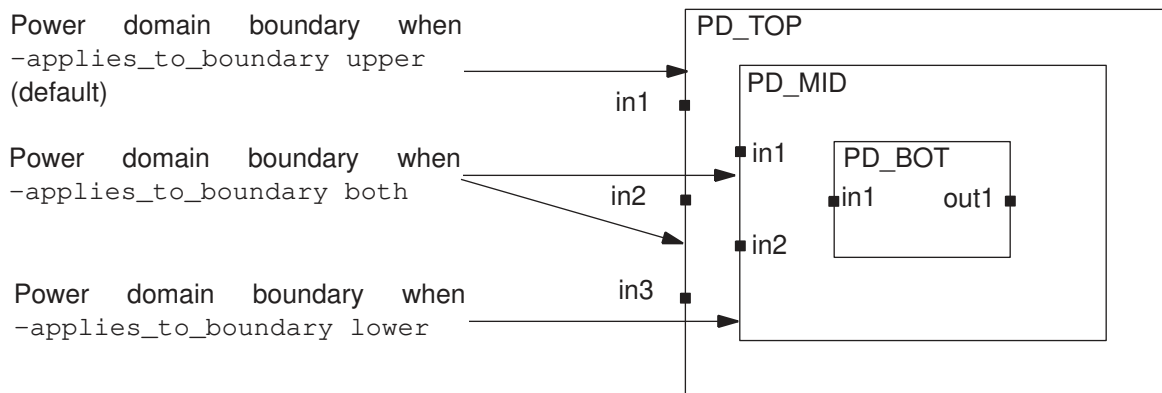 Power domain boundary when
-applies_to_boundary upper
(default)
Power domain boundary when
-applies_to_boundary both
Power domain boundary when
-applies_to_boundary lower
PD_TOP
in1
in2
in3
PD_MID
in1
in2
PD_BOT
in1 out1